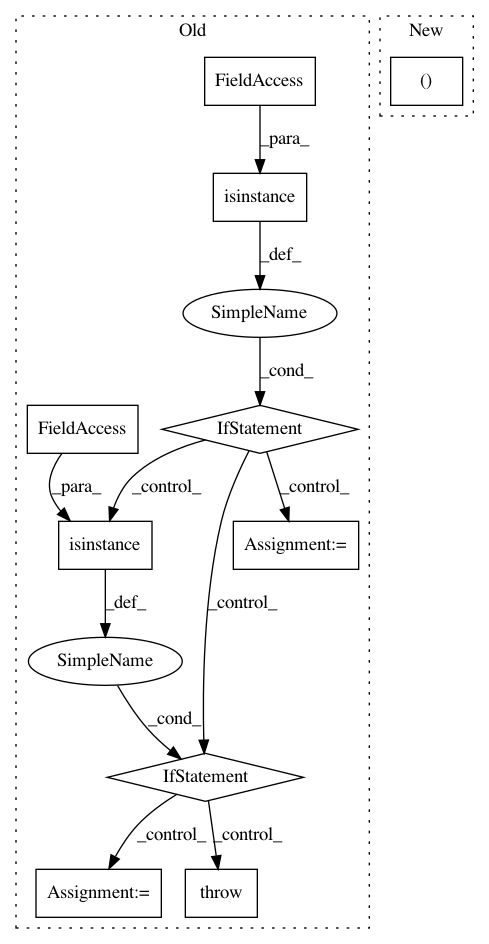 Old
New
FieldAccess
()
_para_
isinstance
_def_
SimpleName
_cond_
FieldAccess
IfStatement
_para_
_control_
_control_
isinstance
Assignment:=
_def_
_control_
SimpleName
_cond_
IfStatement
_control_
_control_
Assignment:=
throw